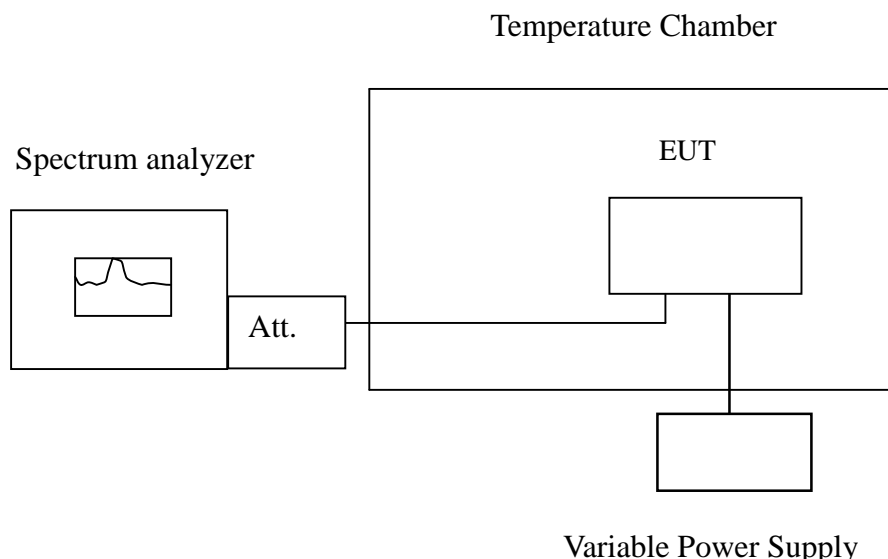 Temperature Chamber
Spectrum analyzer
EUT
Att.
Variable Power Supply